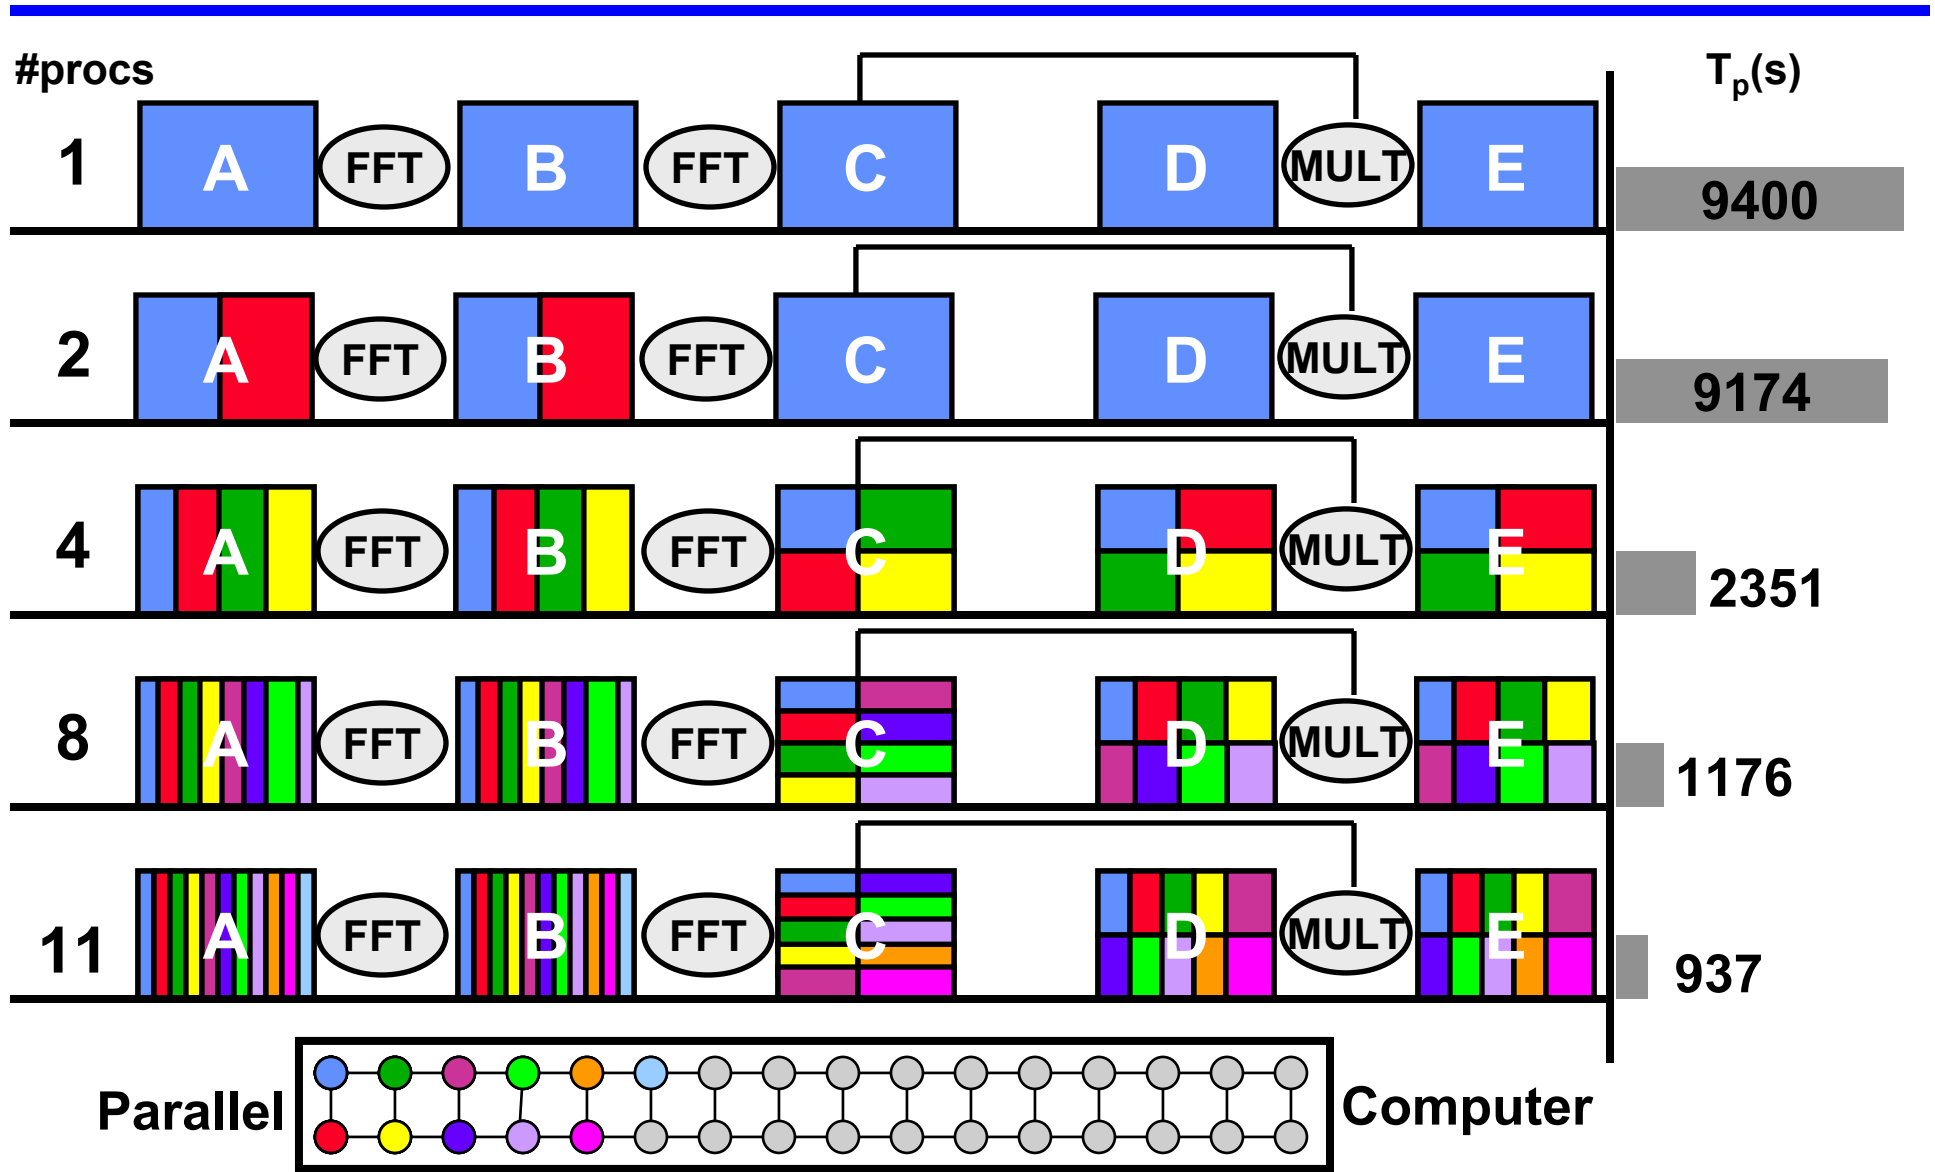 #procs
Tp(s)
1 A FFT B FFT C D MULT E 9400
2 A FFT B FFT C D MULT E 9174
4 A FFT B FFT C D MULT E 2351
8 A FFT B FFT C D MULT E 1176
11 A FFT B FFT C D MULT E 937
Parallel Computer